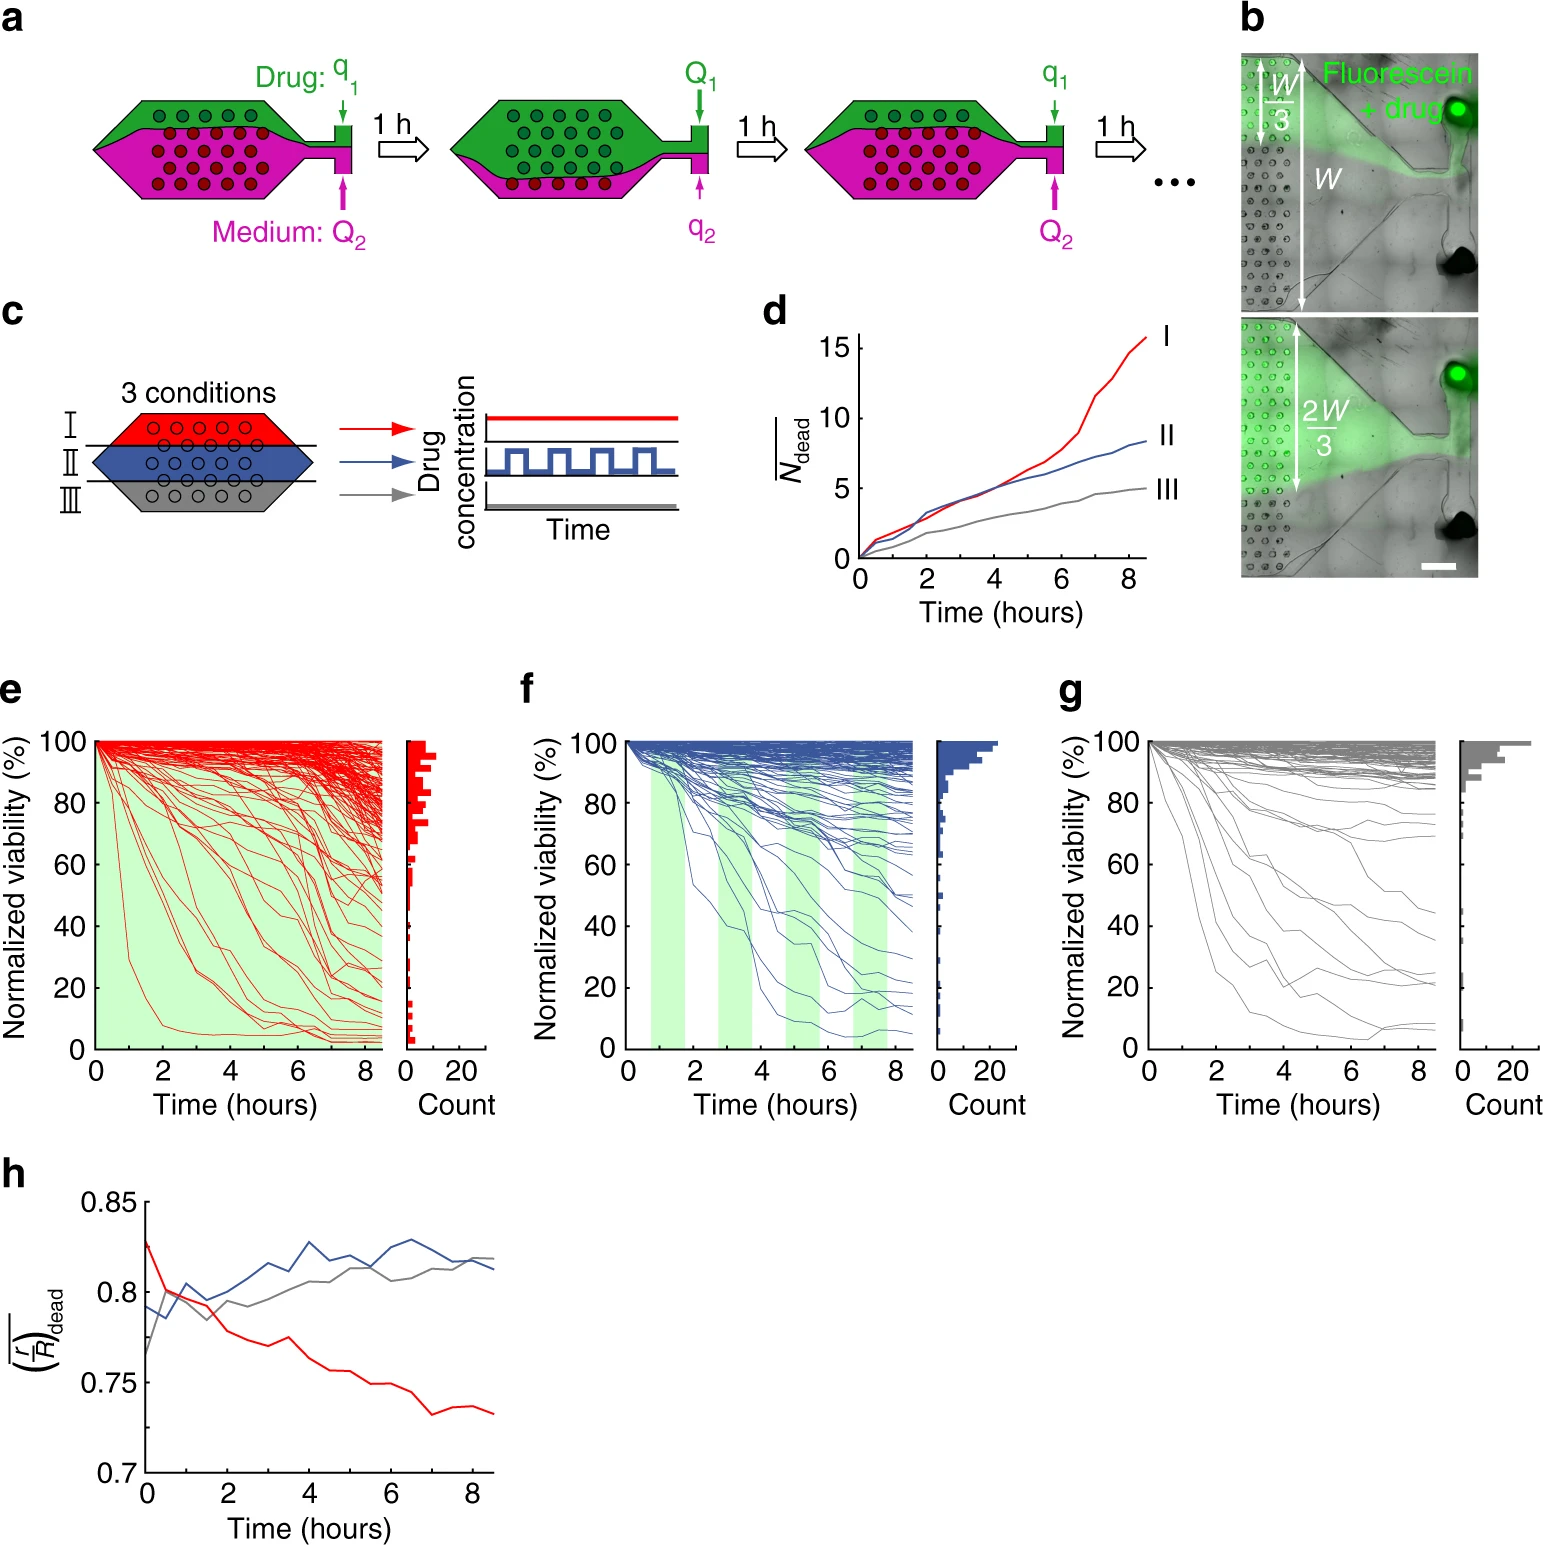 a
Drug: q1
Q1
q1
1 h
1 h
1 h
...
Medium: Q2
q2
Q2
b
Fluorescein
+ drug
W
3
W
2W
3
c
3 conditions
I
II
III
Drug
concentration
Time
d
N dead
15
10
5
0
I
II
III
0 2 4 6 8
Time (hours)
e
Normalized viability (%)
100
80
60
40
20
0
0 2 4 6 8
Time (hours)
0 20
Count
f
Normalized viability (%)
100
80
60
40
20
0
0 2 4 6 8
Time (hours)
0 20
Count
g
Normalized viability (%)
100
80
60
40
20
0
0 2 4 6 8
Time (hours)
0 20
Count
h
(r/R) dead
0.85
0.8
0.75
0.7
0 2 4 6 8
Time (hours)